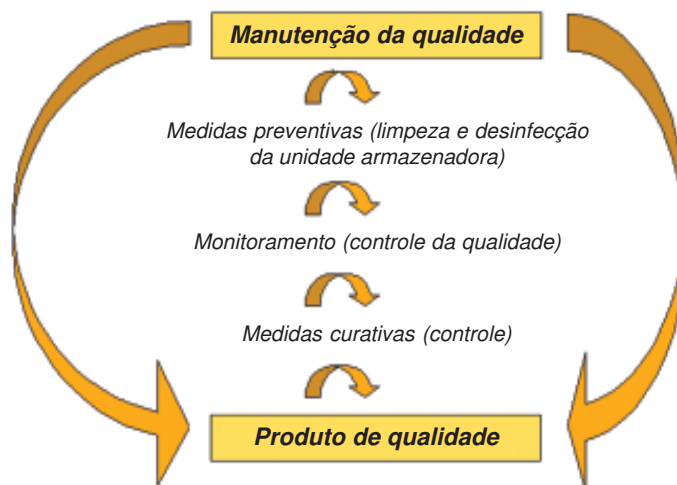 Manutenção da qualidade
Medidas preventivas (limpeza e desinfecção
da unidade armazenadora)
Monitoramento (controle da qualidade)
Medidas curativas (controle)
Produto de qualidade